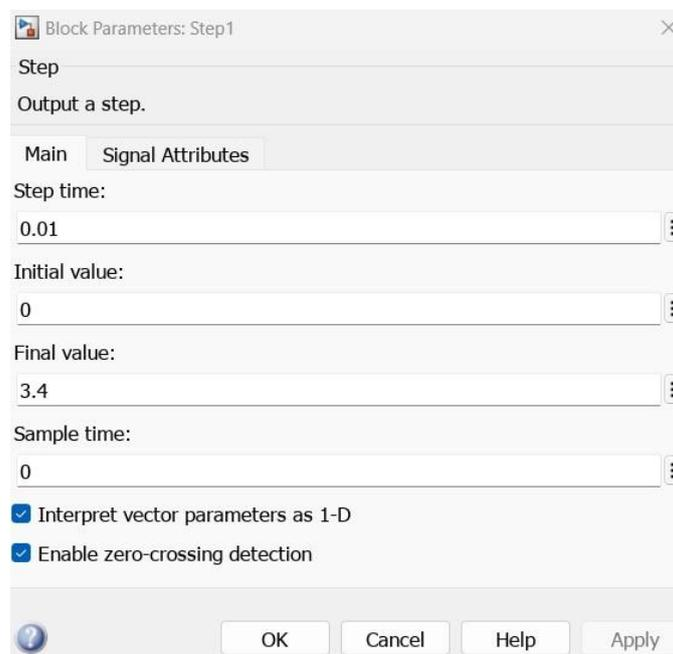 Block Parameters: Step1
Step
Output a step.
Main Signal Attributes
Step time:
0.01
Initial value:
0
Final value:
3.4
Sample time:
0
Interpret vector parameters as 1-D
Enable zero-crossing detection
? OK Cancel Help Apply